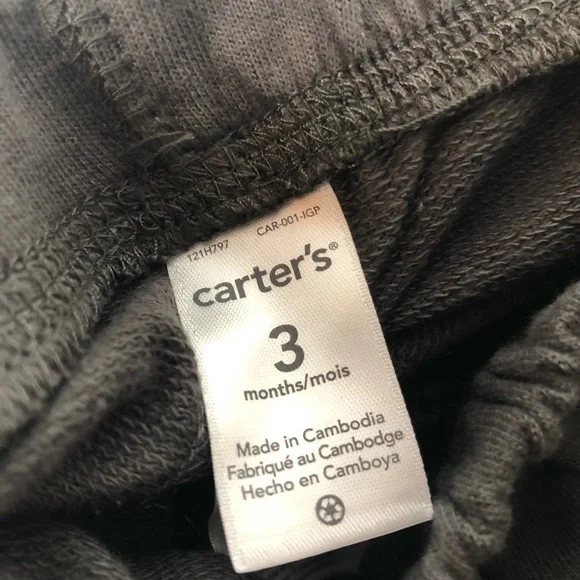 121H797 CAR-001-IGP
carter's®
3
months/mois
Made in Cambodia
Fabriqué au Cambodge
Hecho en Camboya